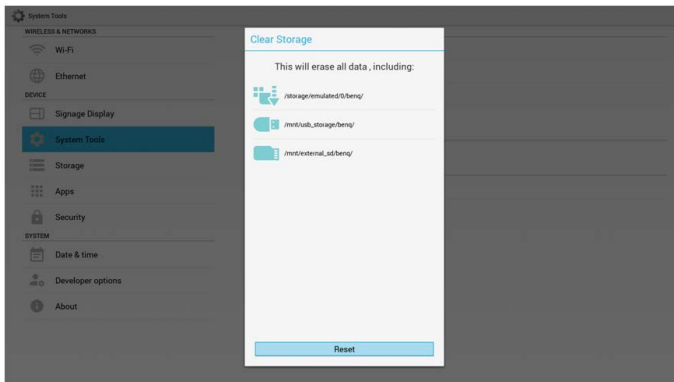 System Tools
WIRELESS & NETWORKS
Wi-Fi
Ethernet
DEVICE
Signage Display
System Tools
Storage
Apps
Security
SYSTEM
Date & time
Developer options
About
Clear Storage
This will erase all data , including:
/storage/emulated/0/benq/
/mnt/usb_storage/benq/
/mnt/external_sd/benq/
Reset